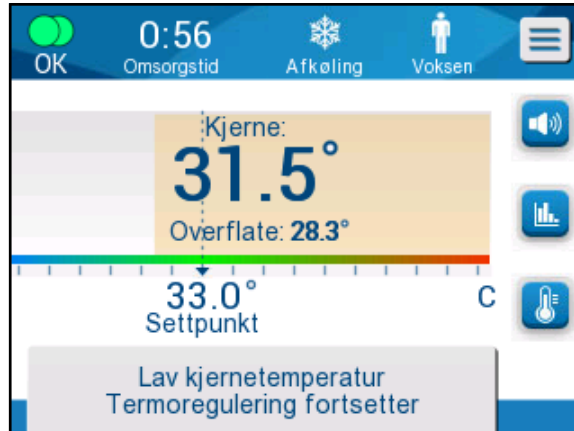 OK
0:56
Omsorgstid
Afkøling
Voksen
Kjerne:
31.5°
Overflate: 28.3°
33.0°
C
Settpunkt
Lav kjernetemperatur
Termoregulering fortsetter